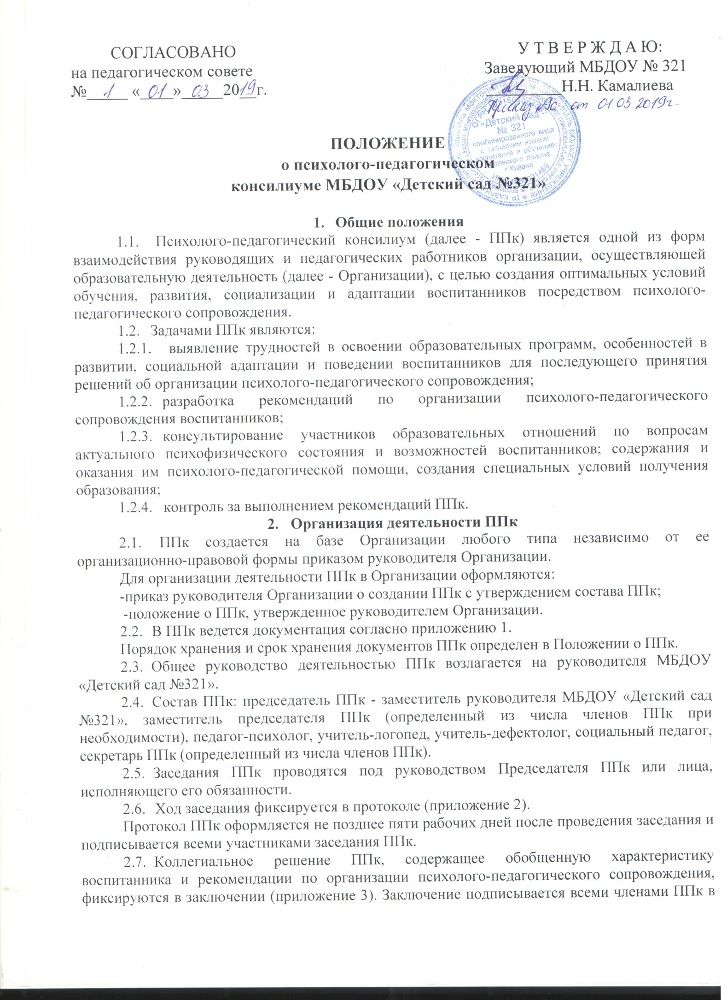 СОГЛАСОВАНО
на педагогическом совете
№ 1 «01» 03 2019г.
У Т В Е Р Ж Д А Ю:
Заведующий МБДОУ № 321
Н.Н. Камалиева
Приказ №9а от 01.03.2019г
«Детский сад
№ 321
комбинированного вида
с татарским языком
воспитания и обучения»
г.Казани
ПОЛОЖЕНИЕ
о психолого-педагогическом
консилиуме МБДОУ «Детский сад №321»
1. Общие положения
1.1. Психолого-педагогический консилиум (далее - ППк) является одной из форм
взаимодействия руководящих и педагогических работников организации, осуществляющей
образовательную деятельность (далее - Организации), с целью создания оптимальных условий
обучения, развития, социализации и адаптации воспитанников посредством психолого-
педагогического сопровождения.
1.2. Задачами ППк являются:
1.2.1. выявление трудностей в освоении образовательных программ, особенностей в
развитии, социальной адаптации и поведении воспитанников для последующего принятия
решений об организации психолого-педагогического сопровождения;
1.2.2. разработка рекомендаций по организации психолого-педагогического
сопровождения воспитанников;
1.2.3. консультирование участников образовательных отношений по вопросам
актуального психофизического состояния и возможностей воспитанников; содержания и
оказания им психолого-педагогической помощи, создания специальных условий получения
образования;
1.2.4. контроль за выполнением рекомендаций ППк.
2. Организация деятельности ППк
2.1. ППк создается на базе Организации любого типа независимо от ее
организационно-правовой формы приказом руководителя Организации.
Для организации деятельности ППк в Организации оформляются:
-приказ руководителя Организации о создании ППк с утверждением состава ППк;
-положение о ППк, утвержденное руководителем Организации.
2.2. В ППк ведется документация согласно приложению 1.
Порядок хранения и срок хранения документов ППк определен в Положении о ППк.
2.3. Общее руководство деятельностью ППк возлагается на руководителя МБДОУ
«Детский сад №321».
2.4. Состав ППк: председатель ППк - заместитель руководителя МБДОУ «Детский сад
№321», заместитель председателя ППк (определенный из числа членов ППк при
необходимости), педагог-психолог, учитель-логопед, учитель-дефектолог, социальный педагог,
секретарь ППк (определенный из числа членов ППк).
2.5. Заседания ППк проводятся под руководством Председателя ППк или лица,
исполняющего его обязанности.
2.6. Ход заседания фиксируется в протоколе (приложение 2).
Протокол ППк оформляется не позднее пяти рабочих дней после проведения заседания и
подписывается всеми участниками заседания ППк.
2.7. Коллегиальное решение ППк, содержащее обобщенную характеристику
воспитанника и рекомендации по организации психолого-педагогического сопровождения,
фиксируются в заключении (приложение 3). Заключение подписывается всеми членами ППк в